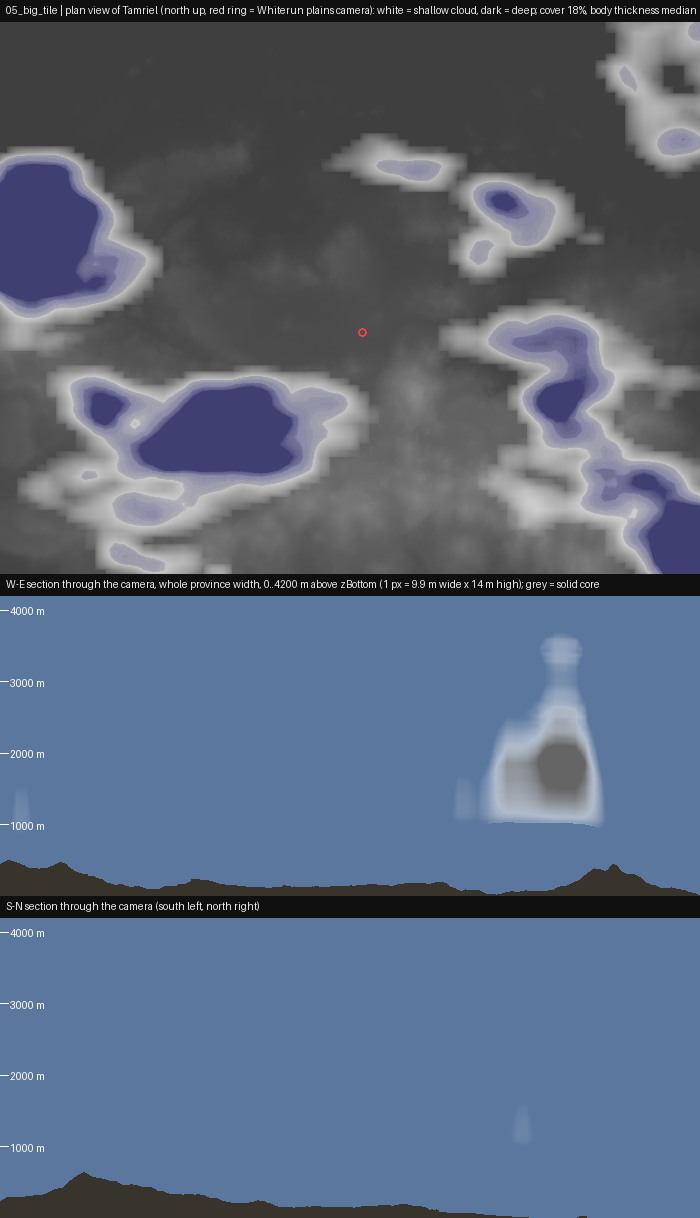 05_big_tile | plan view of Tamriel (north up, red ring = Whiterun plains camera): white = shallow cloud, dark = deep; cover 18%, body thickness median
W-E section through the camera, whole province width, 0..4200 m above zBottom (1 px = 9.9 m wide x 14 m high); grey = solid core
4000 m
3000 m
2000 m
1000 m
S-N section through the camera (south left, north right)
4000 m
3000 m
2000 m
1000 m